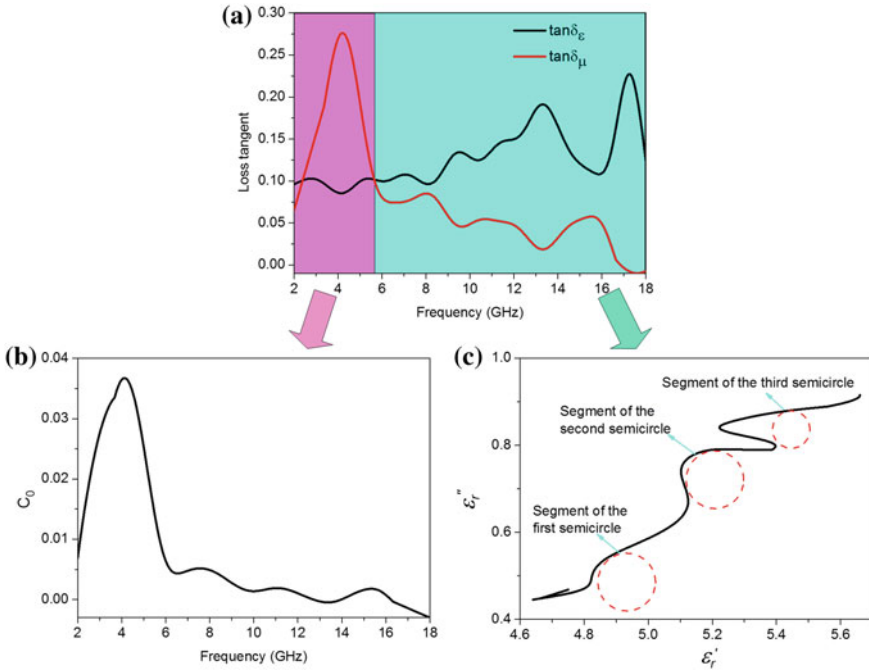 (a)
0.30
0.25
0.20
0.15
0.10
0.05
0.00
Loss tangent
tanδε
tanδμ
2 4 6 8 10 12 14 16 18
Frequency (GHz)
(b)
0.04
0.03
0.02
0.01
0.00
C0
2 4 6 8 10 12 14 16 18
Frequency (GHz)
(c)
1.0
0.8
0.6
0.4
εr″
Segment of the third semicircle
Segment of the
second semicircle
Segment of the
first semicircle
4.6 4.8 5.0 5.2 5.4 5.6
εr′